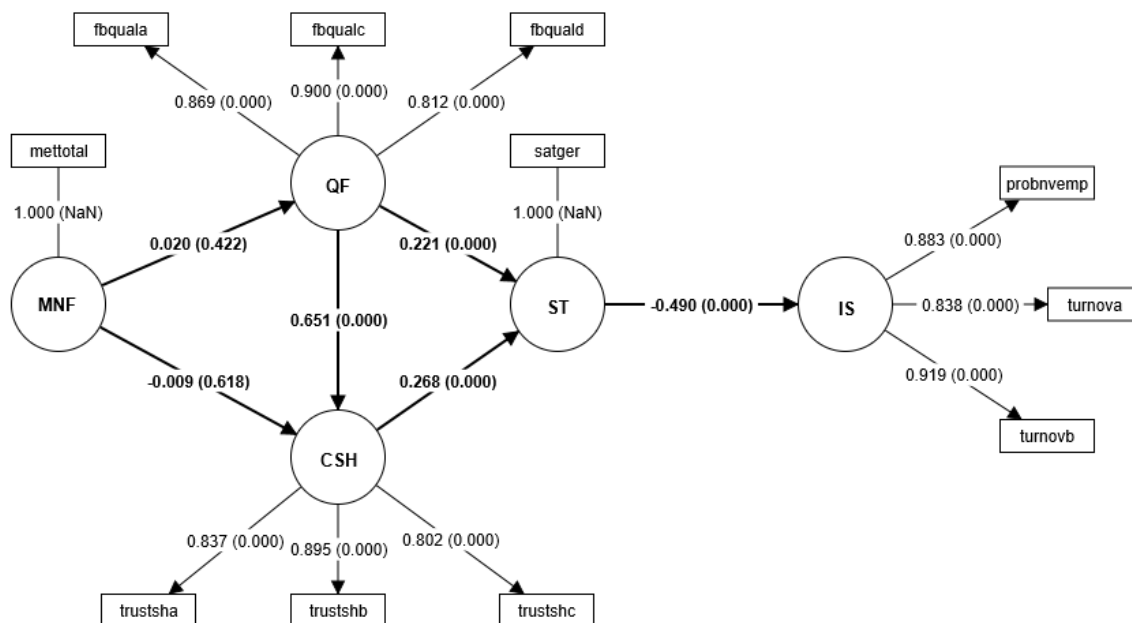 fbquala
fbqualc
fbquald
0.869 (0.000)
0.900 (0.000)
0.812 (0.000)
mettotal
satger
QF
probnvemp
1.000 (NaN)
1.000 (NaN)
0.020 (0.422)
0.221 (0.000)
0.883 (0.000)
MNF
0.651 (0.000)
ST
-0.490 (0.000)
IS
0.838 (0.000)
turnova
-0.009 (0.618)
0.268 (0.000)
0.919 (0.000)
turnovb
CSH
0.837 (0.000)
0.895 (0.000)
0.802 (0.000)
trustsha
trustshb
trustshc